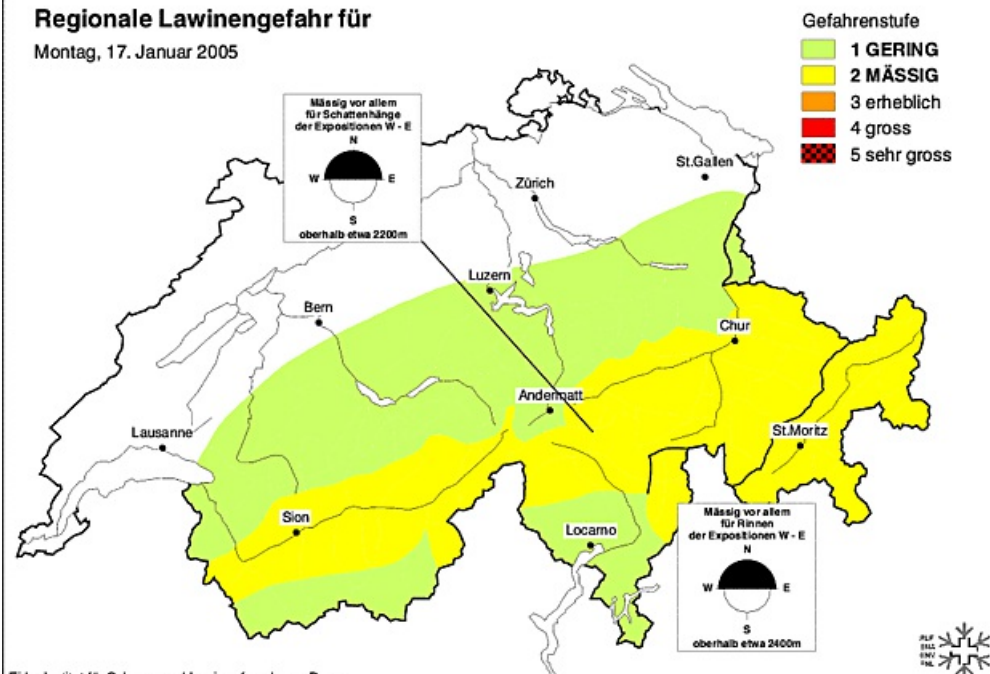 Regionale Lawinengefahr für
Montag, 17. Januar 2005
Gefahrenstufe
1 GERING
2 MÄSSIG
3 erheblich
4 gross
5 sehr gross
Mässig vor allem
für Schattenhänge
der Expositionen W - E
N
W E
S
oberhalb etwa 2200m
St.Gallen
Zürich
Luzern
Bern
Chur
Andermatt
Lausanne
St.Moritz
Sion
Locarno
Mässig vor allem
für Rinnen
der Expositionen W - E
N
W E
S
oberhalb etwa 2400m